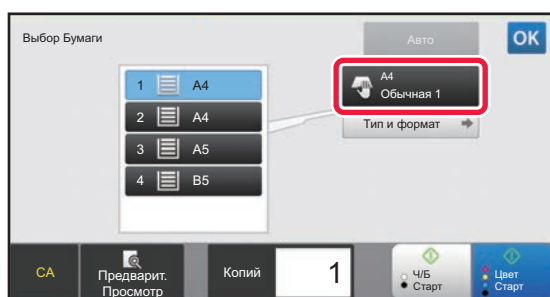 Выбор Бумаги
Авто
OK
1 A4
2 A4
3 A5
4 B5
A4
Обычная 1
Тип и формат
CA
Предварит.
Просмотр
Копий
1
Ч/Б
Старт
Цвет
Старт